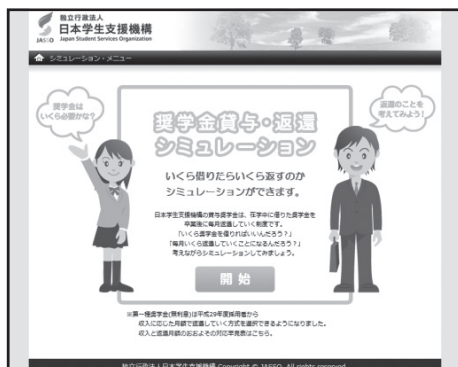 独立行政法人
日本学生支援機構
JASSO Japan Student Services Organization
シミュレーション・メニュー
奨学金は
いくら必要かな?
返還のことを
考えてみよう!
奨学金貸与・返還
シミュレーション
いくら借りたらいくら返すのか
シミュレーションができます。
日本学生支援機構の貸与奨学金は、在学中に借りた奨学金を
卒業後に毎月返還していく制度です。
「いくら奨学金を借りればいいんだろう?」
「毎月いくら返還していくことになるんだろう?」
考えながらシミュレーションしてみましょう。
開始
※第一種奨学金(無利息)は平成29年度採用者から
収入に応じた月額で返還していく方式を選択できるようになりました。
収入と返還月額のおおよその対応早見表はこちら。
独立行政法人日本学生支援機構 Copyright © JASSO. All rights reserved.